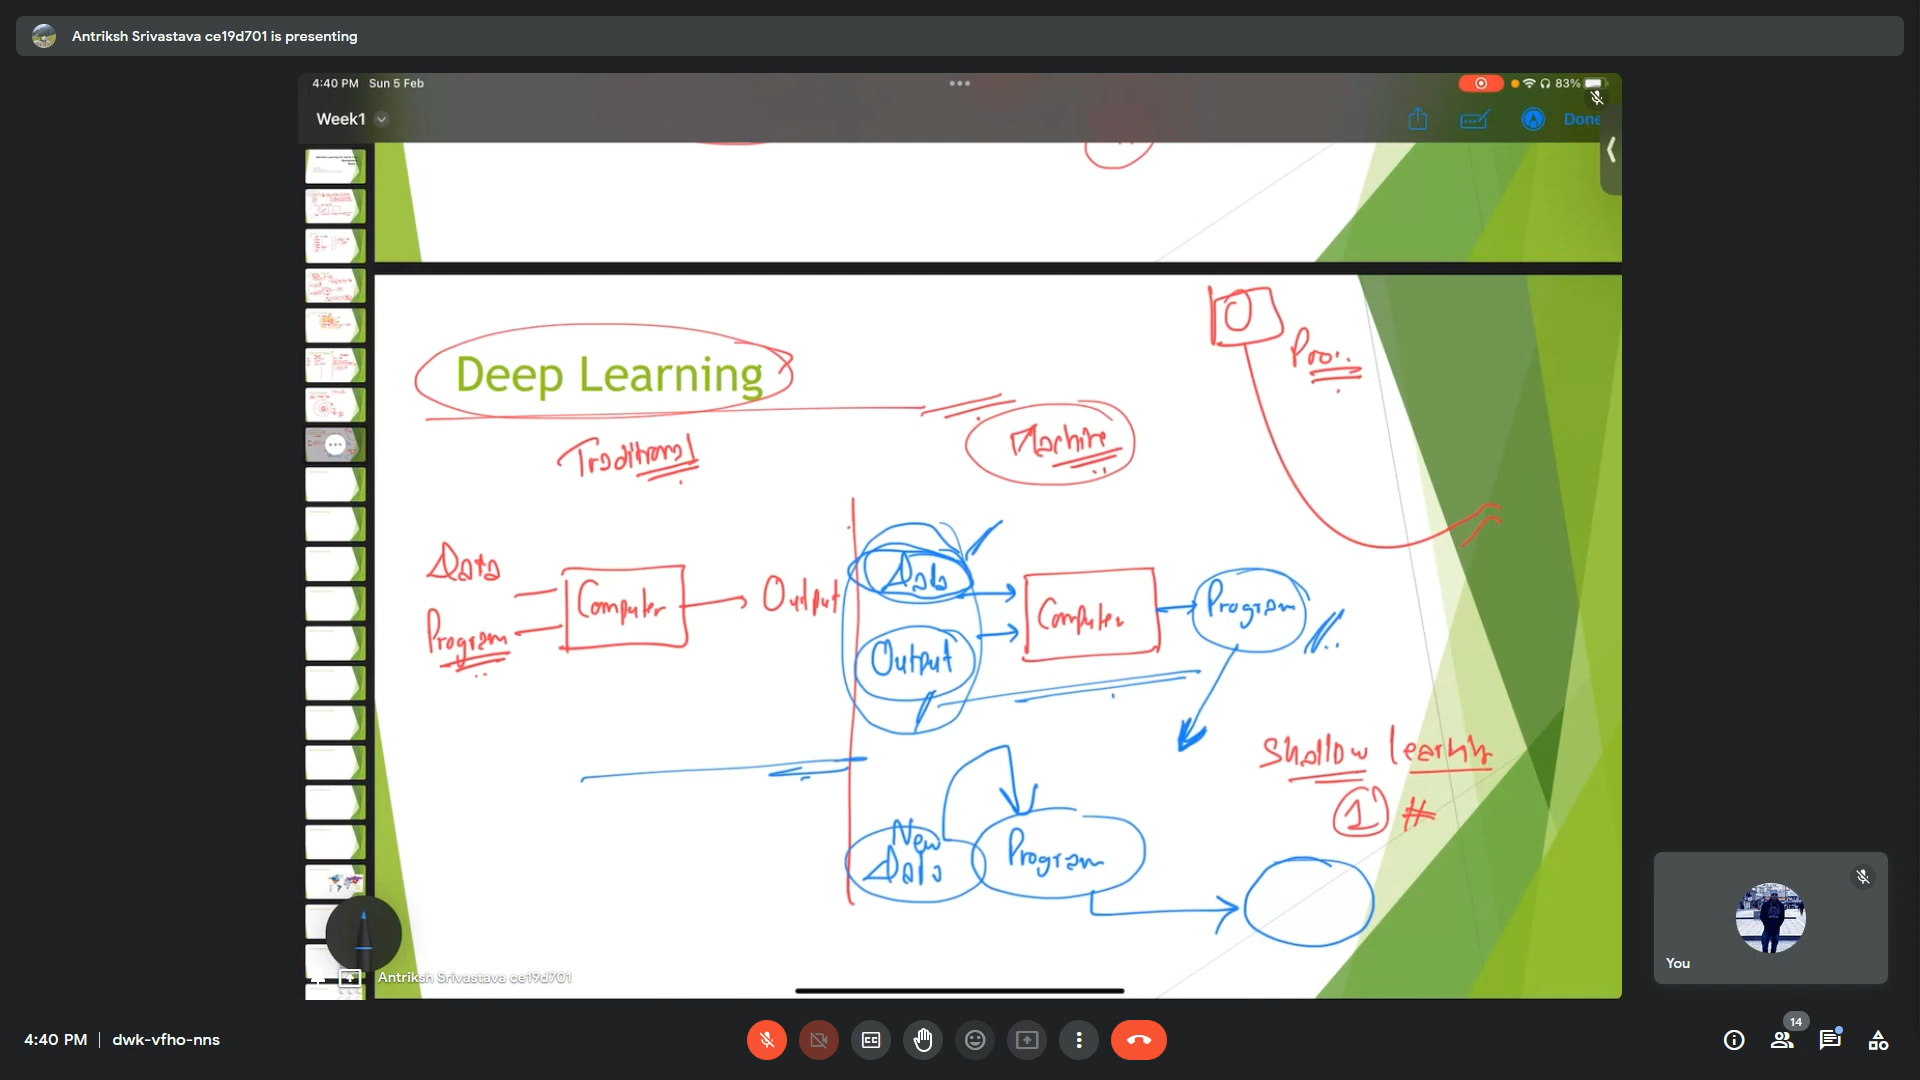 Antriksh Srivastava ce19d701 is presenting
4:40 PM Sun 5 Feb
83%
Week1
Done
Deep Learning
Traditional
Machine
Data
Program
Computer
Output
Data
Output
Computer
Program
Shallow learning
1 #
New
Data
Program
Antriksh Srivastava ce19d701
You
4:40 PM | dwk-vfho-nns
CC
14